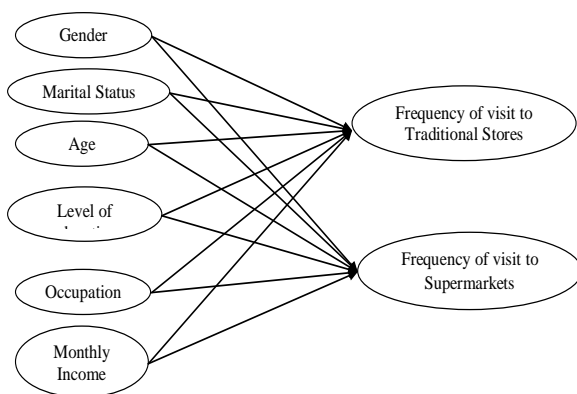 Gender
Marital Status
Age
Level of
Occupation
Monthly
Income
Frequency of visit to
Traditional Stores
Frequency of visit to
Supermarkets